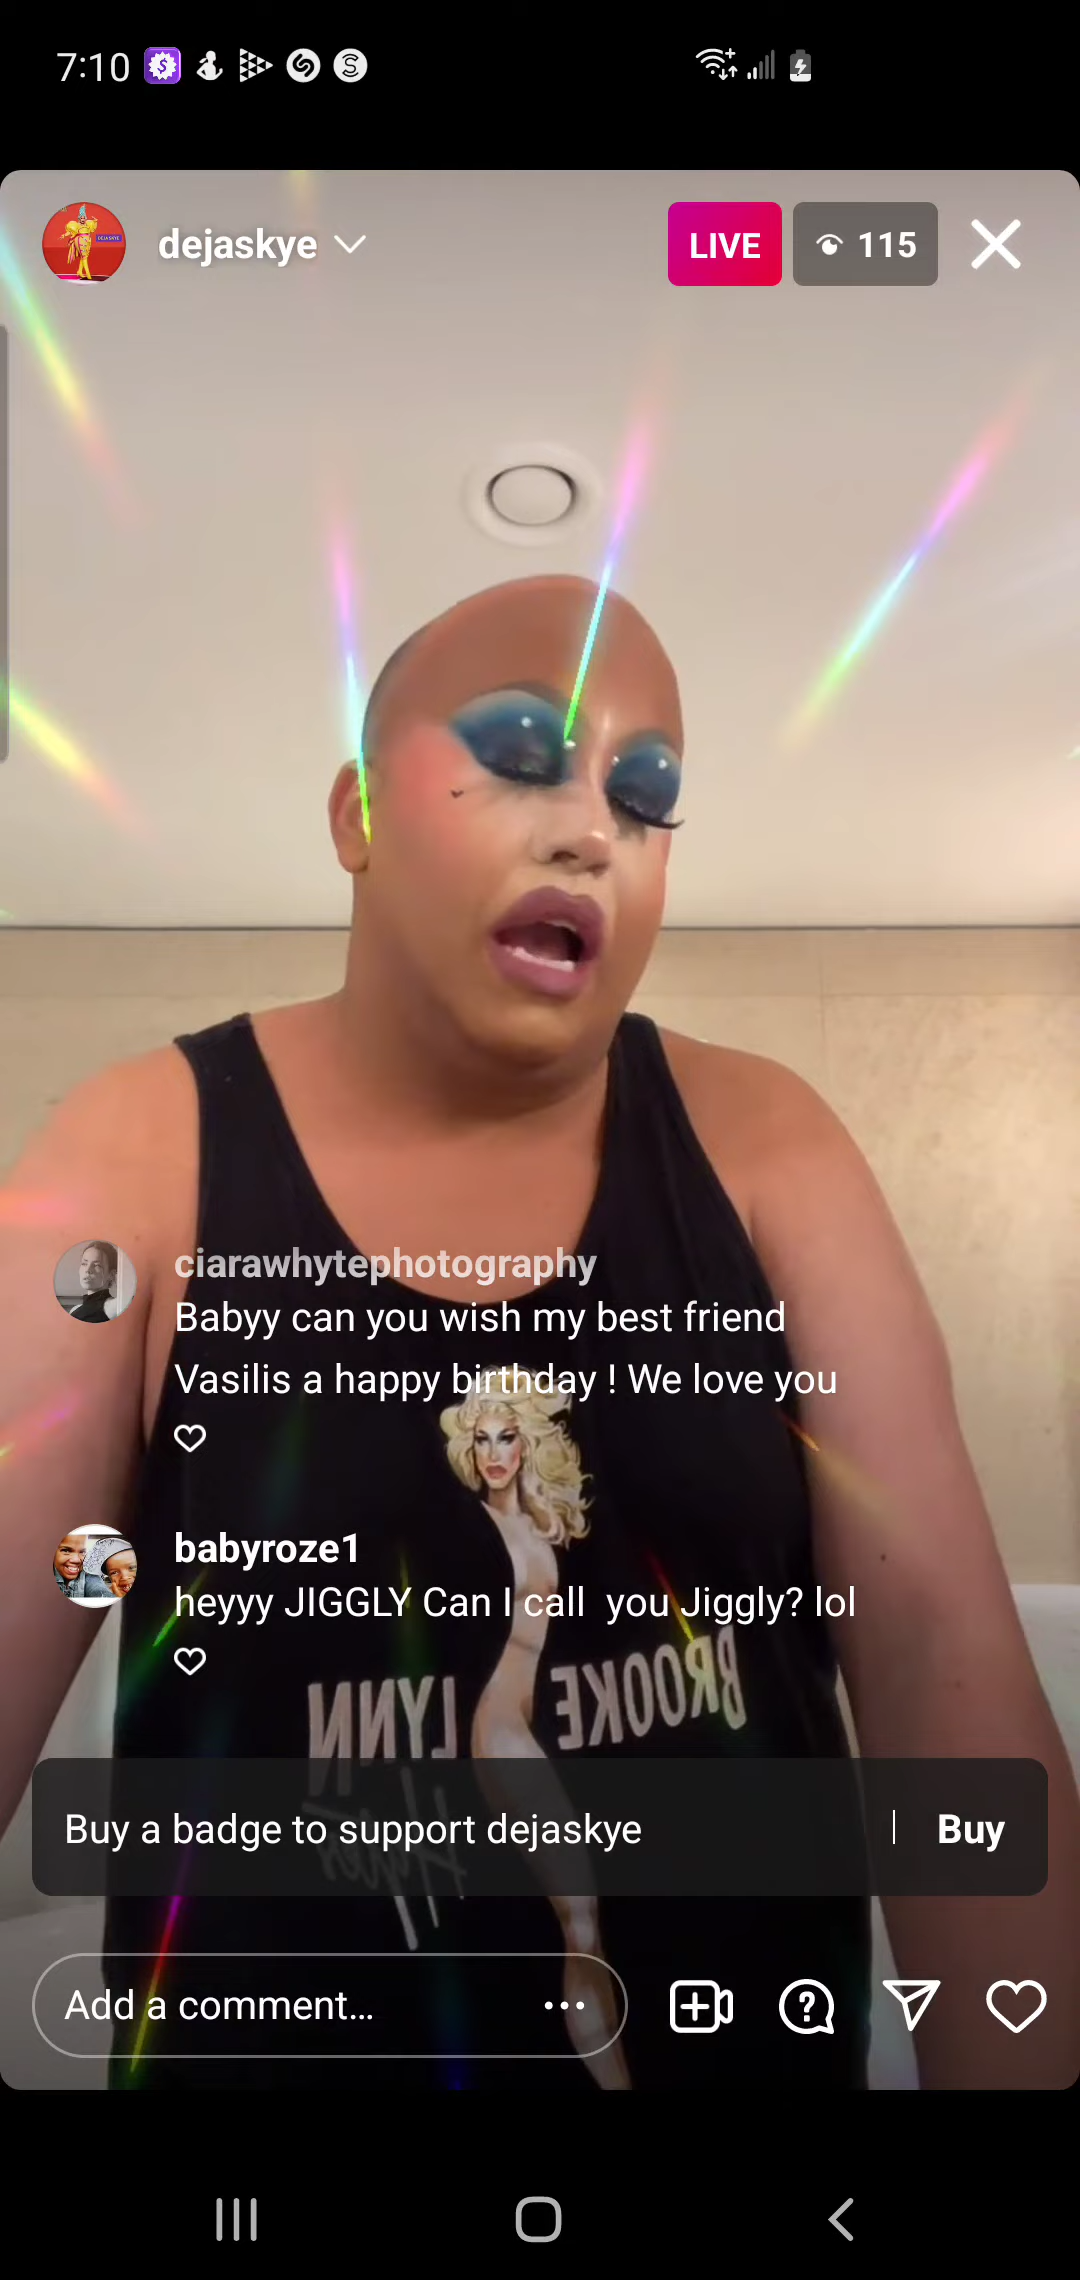 7:10
dejaskye
LIVE
115
ciarawhytephotography
Babyy can you wish my best friend
Vasilis a happy birthday ! We love you
babyroze1
heyyy JIGGLY Can I call  you Jiggly? lol
BROOKE
LYNN
Hytes
Buy a badge to support dejaskye
Buy
Add a comment...